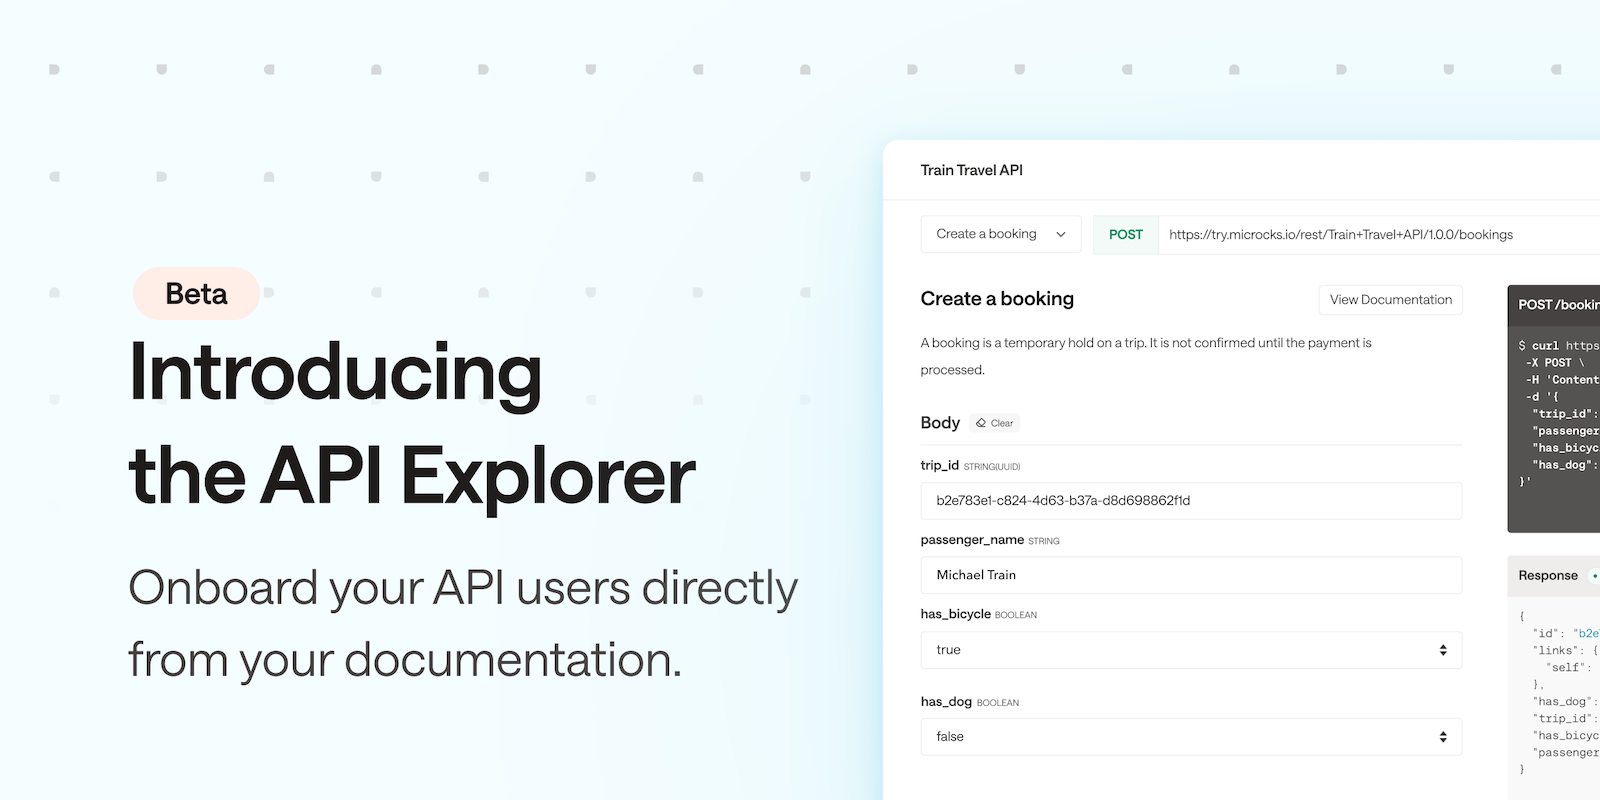 Beta
Introducing
the API Explorer
Onboard your API users directly
from your documentation.
Train Travel API
Create a booking
POST
https://try.microcks.io/rest/Train+Travel+API/1.0.0/bookings
Create a booking
View Documentation
A booking is a temporary hold on a trip. It is not confirmed until the payment is
processed.
Body
Clear
trip_id STRING(UUID)
b2e783e1-c824-4d63-b37a-d8d698862f1d
passenger_name STRING
Michael Train
has_bicycle BOOLEAN
true
has_dog BOOLEAN
false
POST /bookin
$ curl https
-X POST \
-H 'Content
-d '{
"trip_id":
"passenger
"has_bicyc
"has_dog":
}'
Response
{
"id": "b2e
"links": {
"self":
},
"has_dog":
"trip_id":
"has_bicyc
"passenger
}